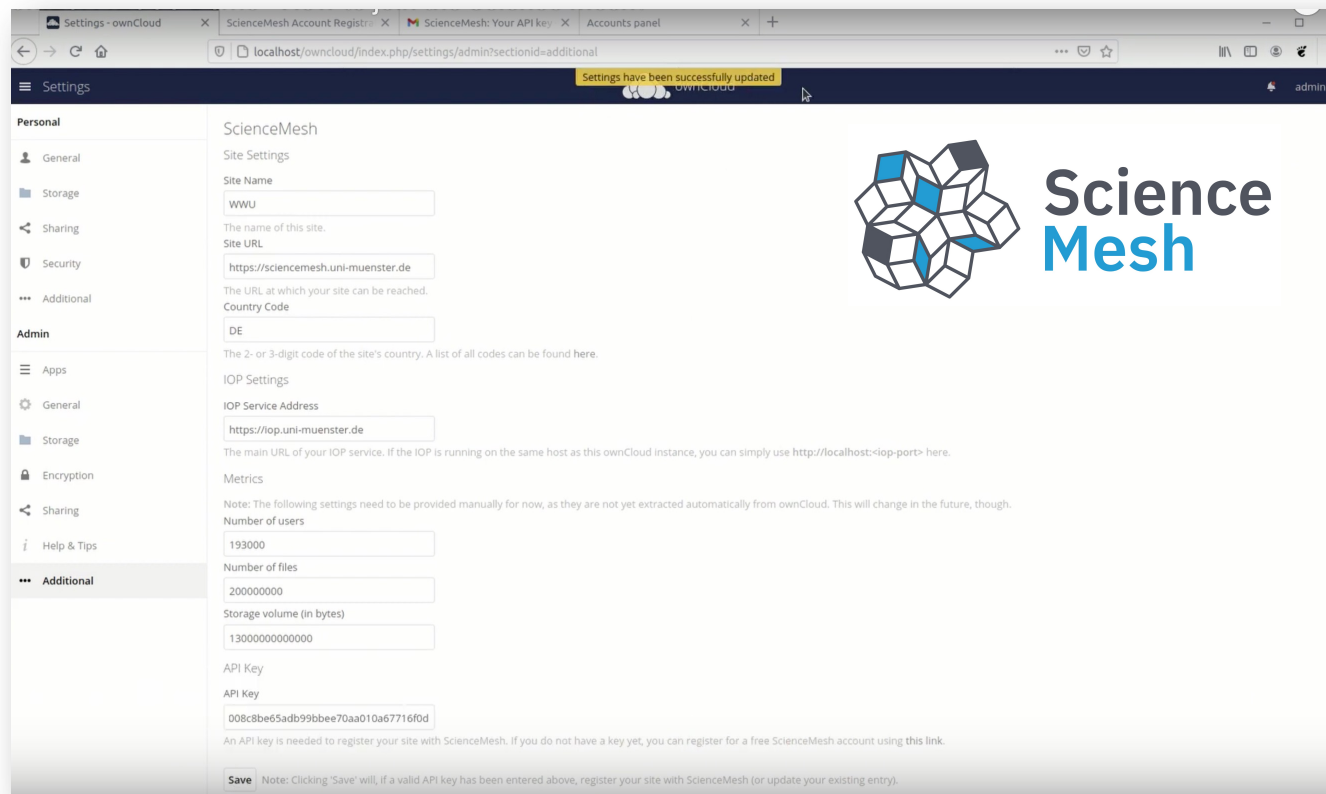 Settings - ownCloud
ScienceMesh Account Registra
ScienceMesh: Your API key
Accounts panel
localhost/owncloud/index.php/settings/admin?sectionid=additional
Settings have been successfully updated
Settings
ownCloud
admin
Personal
General
Storage
Sharing
Security
Additional
Admin
Apps
General
Storage
Encryption
Sharing
Help & Tips
Additional
ScienceMesh
Site Settings
Site Name
WWU
The name of this site.
Site URL
https://sciencemesh.uni-muenster.de
The URL at which your site can be reached.
Country Code
DE
The 2- or 3-digit code of the site's country. A list of all codes can be found here.
IOP Settings
IOP Service Address
https://iop.uni-muenster.de
The main URL of your IOP service. If the IOP is running on the same host as this ownCloud instance, you can simply use http://localhost:<iop-port> here.
Metrics
Note: The following settings need to be provided manually for now, as they are not yet extracted automatically from ownCloud. This will change in the future, though.
Number of users
193000
Number of files
200000000
Storage volume (in bytes)
13000000000000
API Key
API Key
008c8be65adb99bbee70aa010a67716f0d
An API key is needed to register your site with ScienceMesh. If you do not have a key yet, you can register for a free ScienceMesh account using this link.
Save Note: Clicking 'Save' will, if a valid API key has been entered above, register your site with ScienceMesh (or update your existing entry).
Science
Mesh